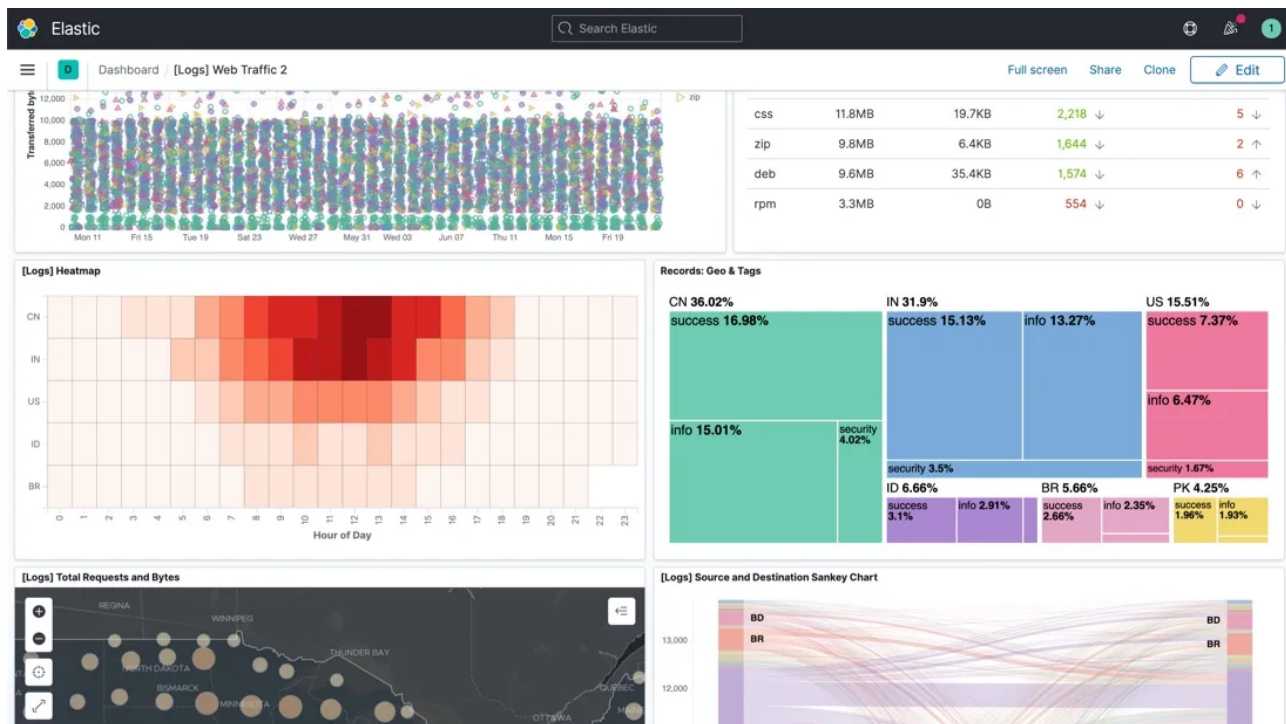 Elastic
Search Elastic
1
D
Dashboard / [Logs] Web Traffic 2
Full screen
Share
Clone
Edit
Transferred byt
12,000
10,000
8,000
6,000
4,000
2,000
0
Mon 11 Fri 15 Tue 19 Sat 23 Wed 27 May 31 Wed 03 Jun 07 Thu 11 Mon 15 Fri 19
zip
css 11.8MB 19.7KB 2,218 ↓ 5 ↓
zip 9.8MB 6.4KB 1,644 ↓ 2 ↑
deb 9.6MB 35.4KB 1,574 ↓ 6 ↑
rpm 3.3MB 0B 554 ↓ 0 ↓
[Logs] Heatmap
CN
IN
US
ID
BR
0 1 2 3 4 5 6 7 8 9 10 11 12 13 14 15 16 17 18 19 20 21 22 23
Hour of Day
Records: Geo & Tags
CN 36.02%
success 16.98%
info 15.01%
security
4.02%
IN 31.9%
success 15.13%
info 13.27%
security 3.5%
US 15.51%
success 7.37%
info 6.47%
security 1.67%
ID 6.66%
success
3.1%
info 2.91%
BR 5.66%
success
2.66%
info 2.35%
PK 4.25%
success
1.96%
info
1.93%
[Logs] Total Requests and Bytes
REGINA
WINNIPEG
THUNDER BAY
NORTH DAKOTA
BISMARCK
MINNESOTA
QUEBEC
OTTAWA
[Logs] Source and Destination Sankey Chart
13,000
12,000
BD
BR
BD
BR